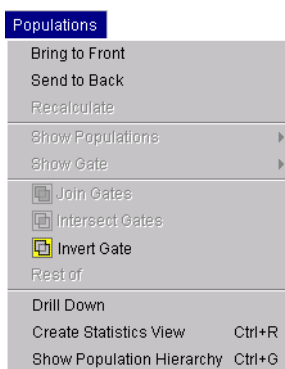 Populations
Bring to Front
Send to Back
Recalculate
Show Populations
Show Gate
Join Gates
Intersect Gates
Invert Gate
Rest of
Drill Down
Create Statistics View Ctrl+R
Show Population Hierarchy Ctrl+G